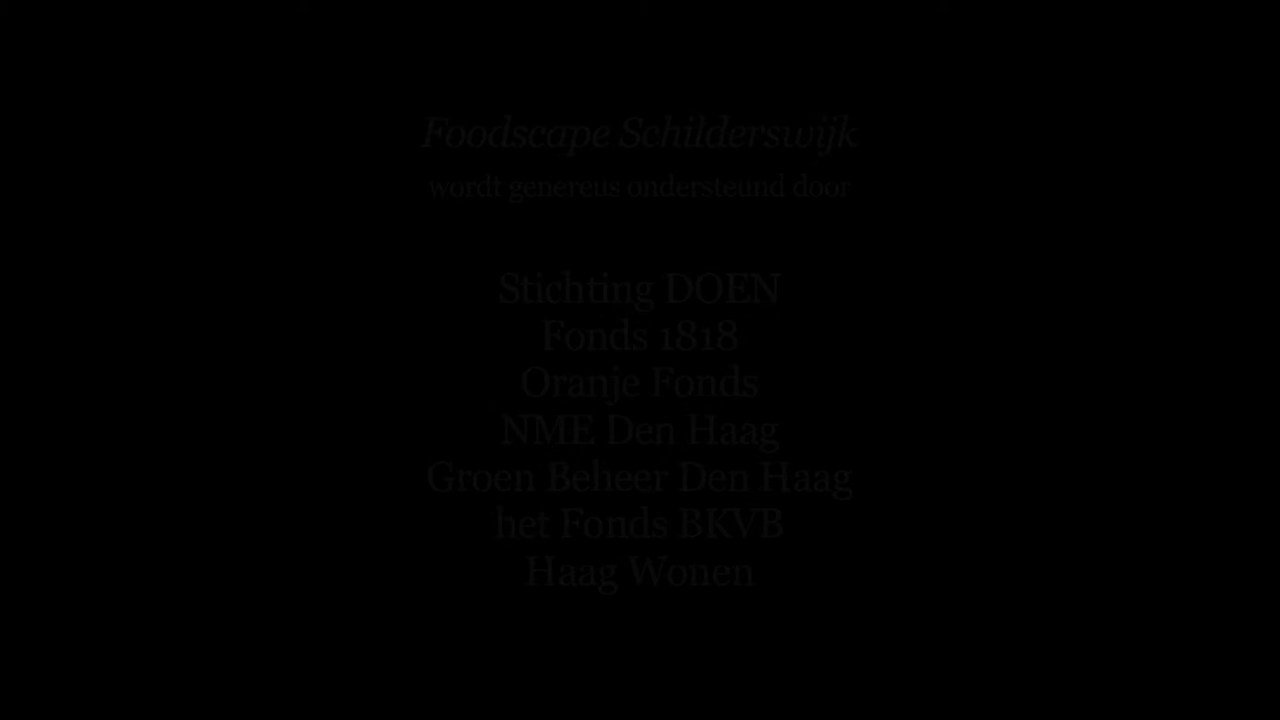 Foodscape Schilderswijk
wordt genereus ondersteund door
Stichting DOEN
Fonds 1818
Oranje Fonds
NME Den Haag
Groen Beheer Den Haag
het Fonds BKVB
Haag Wonen